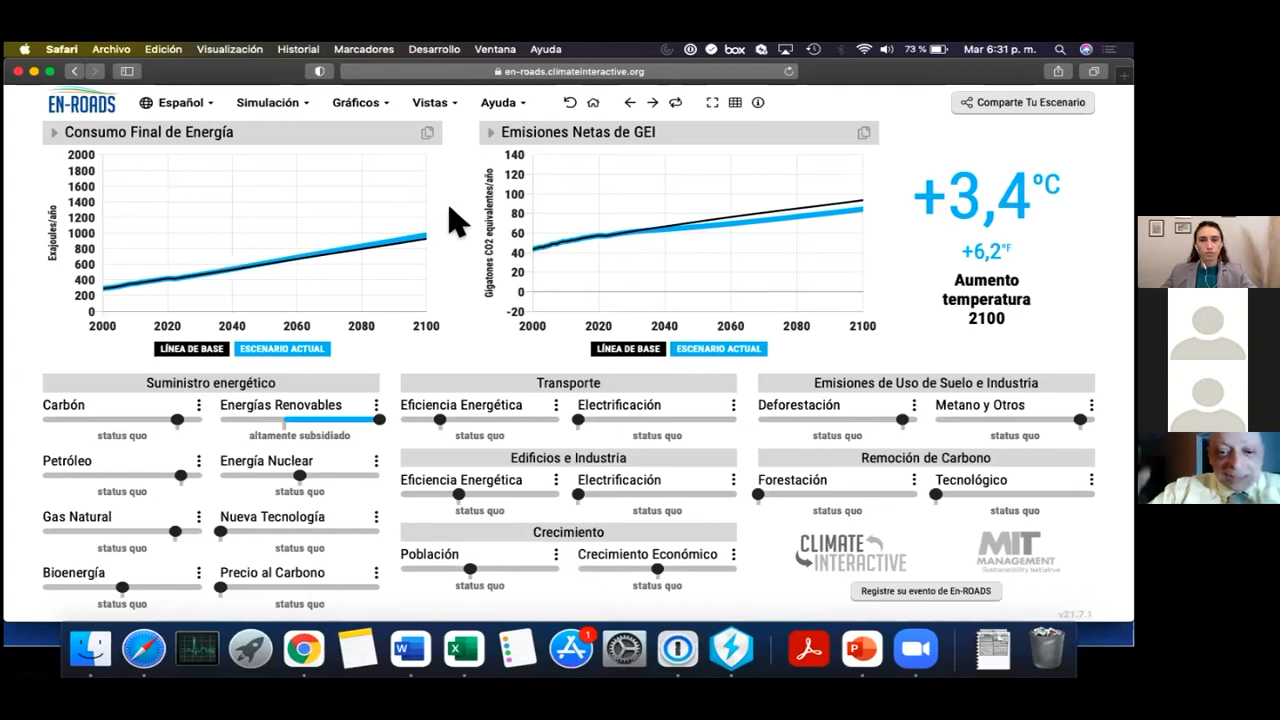 Safari Archivo Edición Visualización Historial Marcadores Desarrollo Ventana Ayuda box 73 % Mar 6:31 p. m.
en-roads.climateinteractive.org
EN-ROADS Español Simulación Gráficos Vistas Ayuda Comparte Tu Escenario
Consumo Final de Energía
Exajoules/año
2000
1800
1600
1400
1200
1000
800
600
400
200
0
2000 2020 2040 2060 2080 2100
LÍNEA DE BASE ESCENARIO ACTUAL
Emisiones Netas de GEI
Gigatones CO2 equivalentes/año
140
120
100
80
60
40
20
0
-20
2000 2020 2040 2060 2080 2100
LÍNEA DE BASE ESCENARIO ACTUAL
+3,4 ºC
+6,2 °F
Aumento
temperatura
2100
Suministro energético
Carbón
status quo
Energías Renovables
altamente subsidiado
Petróleo
status quo
Energía Nuclear
status quo
Gas Natural
status quo
Nueva Tecnología
status quo
Bioenergía
status quo
Precio al Carbono
status quo
Transporte
Eficiencia Energética
status quo
Electrificación
status quo
Edificios e Industria
Eficiencia Energética
status quo
Electrificación
status quo
Crecimiento
Población
status quo
Crecimiento Económico
status quo
Emisiones de Uso de Suelo e Industria
Deforestación
status quo
Metano y Otros
status quo
Remoción de Carbono
Forestación
status quo
Tecnológico
status quo
CLIMATE
INTERACTIVE
MIT
MANAGEMENT
Sustainability Initiative
Registre su evento de En-ROADS
v21.7.1
W X 1 P